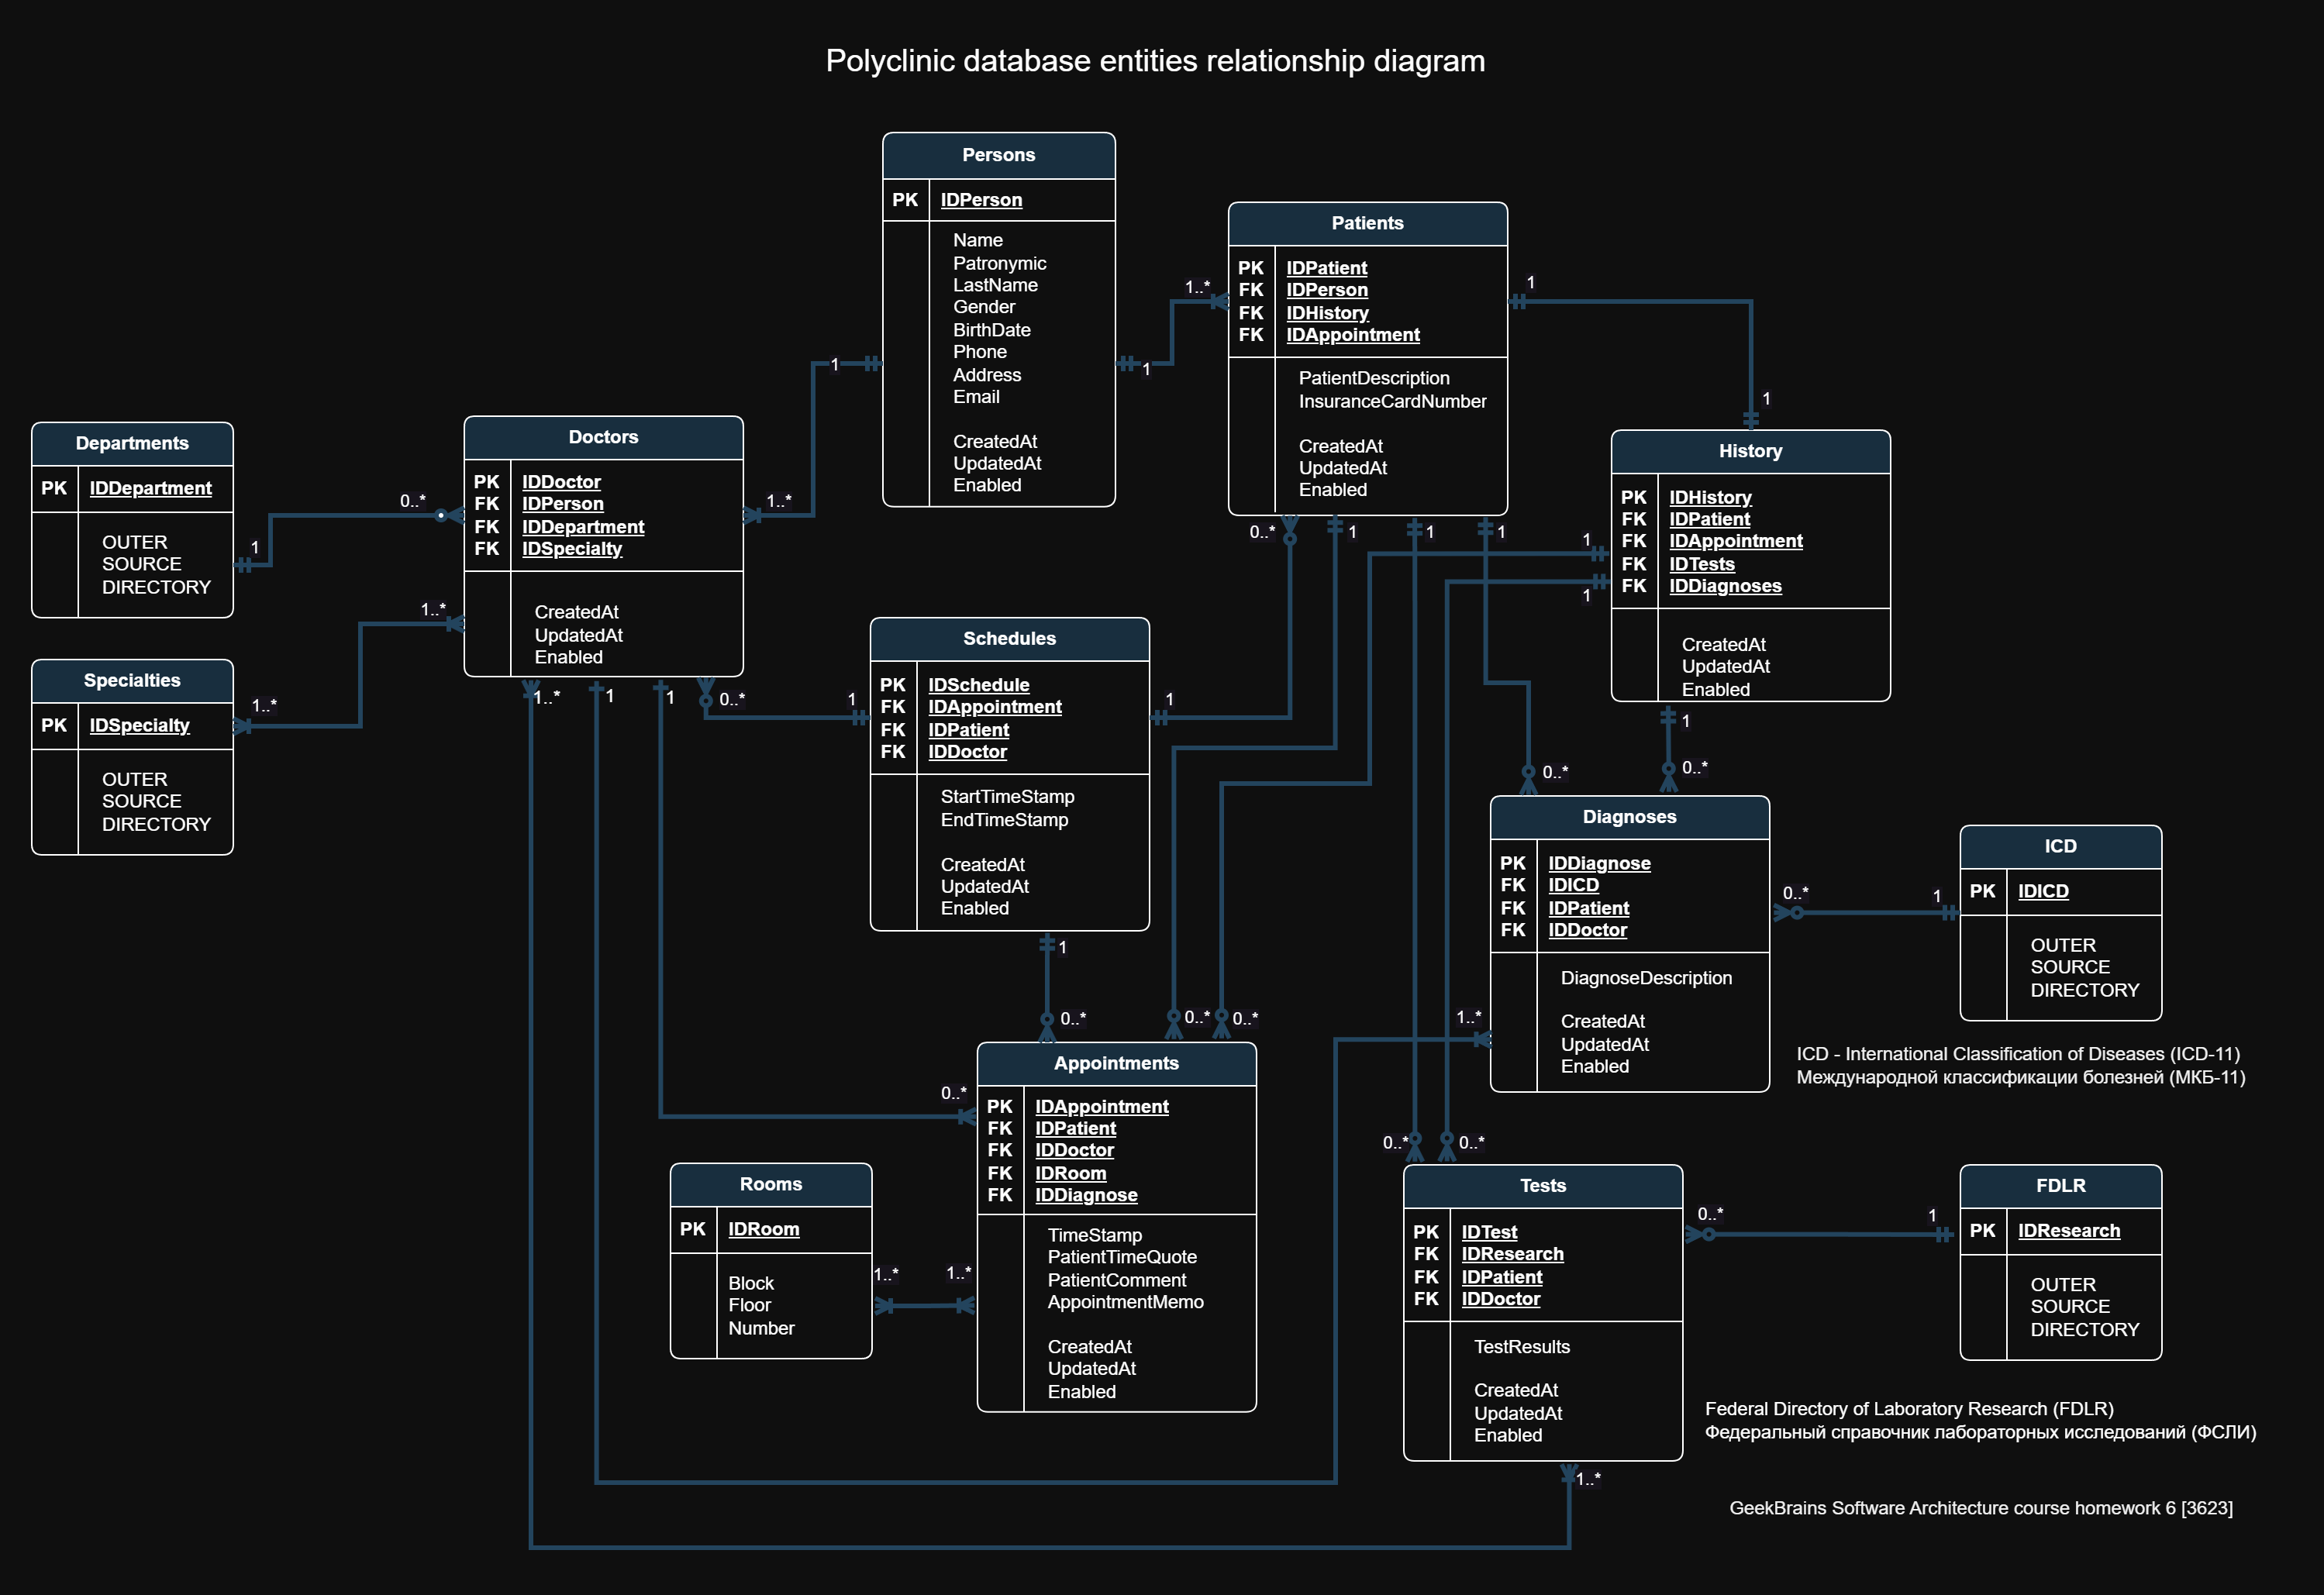 Polyclinic database entities relationship diagram
Persons
PK IDPerson
Name
Patronymic
LastName
Gender
BirthDate
Phone
Address
Email
CreatedAt
UpdatedAt
Enabled
1
1
Patients
PK IDPatient
FK IDPerson
FK IDHistory
FK IDAppointment
PatientDescription
InsuranceCardNumber
CreatedAt
UpdatedAt
Enabled
1..*
1
0..*
1
1
1
Departments
PK IDDepartment
OUTER
SOURCE
DIRECTORY
1
Doctors
PK IDDoctor
FK IDPerson
FK IDDepartment
FK IDSpecialty
CreatedAt
UpdatedAt
Enabled
0..*
1..*
1..*
1..*
1
1
0..*
History
PK IDHistory
FK IDPatient
FK IDAppointment
FK IDTests
FK IDDiagnoses
CreatedAt
UpdatedAt
Enabled
1
1
1
1
Specialties
PK IDSpecialty
OUTER
SOURCE
DIRECTORY
1..*
Schedules
PK IDSchedule
FK IDAppointment
FK IDPatient
FK IDDoctor
StartTimeStamp
EndTimeStamp
CreatedAt
UpdatedAt
Enabled
1
1
1
Diagnoses
PK IDDiagnose
FK IDICD
FK IDPatient
FK IDDoctor
DiagnoseDescription
CreatedAt
UpdatedAt
Enabled
0..*
0..*
0..*
1..*
ICD
PK IDICD
OUTER
SOURCE
DIRECTORY
1
ICD - International Classification of Diseases (ICD-11)
Международной классификации болезней (МКБ-11)
Appointments
PK IDAppointment
FK IDPatient
FK IDDoctor
FK IDRoom
FK IDDiagnose
TimeStamp
PatientTimeQuote
PatientComment
AppointmentMemo
CreatedAt
UpdatedAt
Enabled
0..*
0..*
0..*
0..*
1..*
Rooms
PK IDRoom
Block
Floor
Number
1..*
Tests
PK IDTest
FK IDResearch
FK IDPatient
FK IDDoctor
TestResults
CreatedAt
UpdatedAt
Enabled
0..*
0..*
0..*
1..*
FDLR
PK IDResearch
OUTER
SOURCE
DIRECTORY
1
Federal Directory of Laboratory Research (FDLR)
Федеральный справочник лабораторных исследований (ФСЛИ)
GeekBrains Software Architecture course homework 6 [3623]